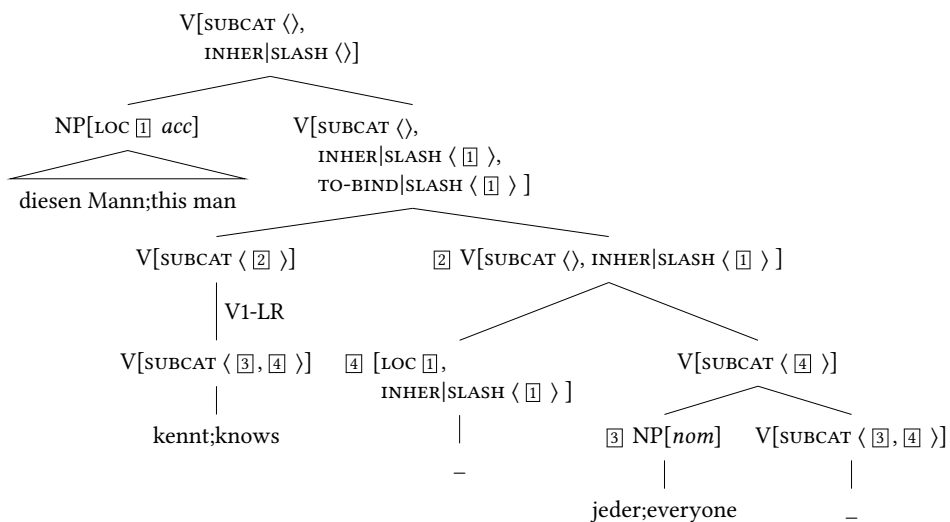 V[SUBCAT ⟨⟩,
INHER|SLASH ⟨⟩]
NP[LOC 1 acc]
V[SUBCAT ⟨⟩,
INHER|SLASH ⟨ 1 ⟩,
TO-BIND|SLASH ⟨ 1 ⟩ ]
diesen Mann;this man
V[SUBCAT ⟨ 2 ⟩]
2 V[SUBCAT ⟨⟩, INHER|SLASH ⟨ 1 ⟩ ]
V1-LR
V[SUBCAT ⟨ 3, 4 ⟩]
4 [LOC 1,
INHER|SLASH ⟨ 1 ⟩ ]
V[SUBCAT ⟨ 4 ⟩]
kennt;knows
_
3 NP[nom]
V[SUBCAT ⟨ 3, 4 ⟩]
jeder;everyone
_